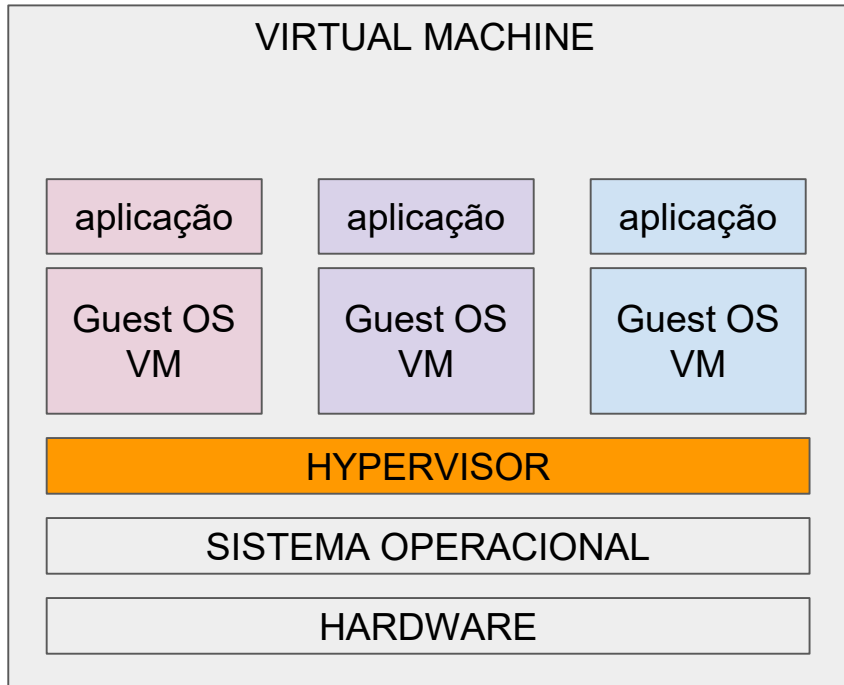 VIRTUAL MACHINE
aplicação
aplicação
aplicação
Guest OS
VM
Guest OS
VM
Guest OS
VM
HYPERVISOR
SISTEMA OPERACIONAL
HARDWARE